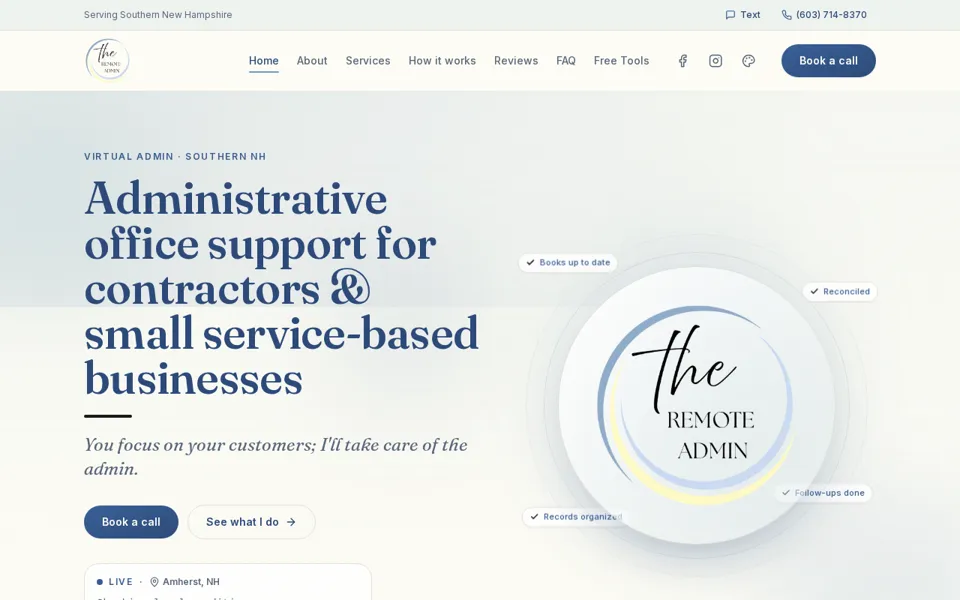 Serving Southern New Hampshire
Text
(603) 714-8370
the
REMOTE
ADMIN
Home
About
Services
How it works
Reviews
FAQ
Free Tools
Book a call
VIRTUAL ADMIN · SOUTHERN NH
Administrative
office support for
contractors &
small service-based
businesses
You focus on your customers; I'll take care of the
admin.
Book a call
See what I do →
LIVE · Amherst, NH
Books up to date
Reconciled
the
REMOTE
ADMIN
Follow-ups done
Records organized